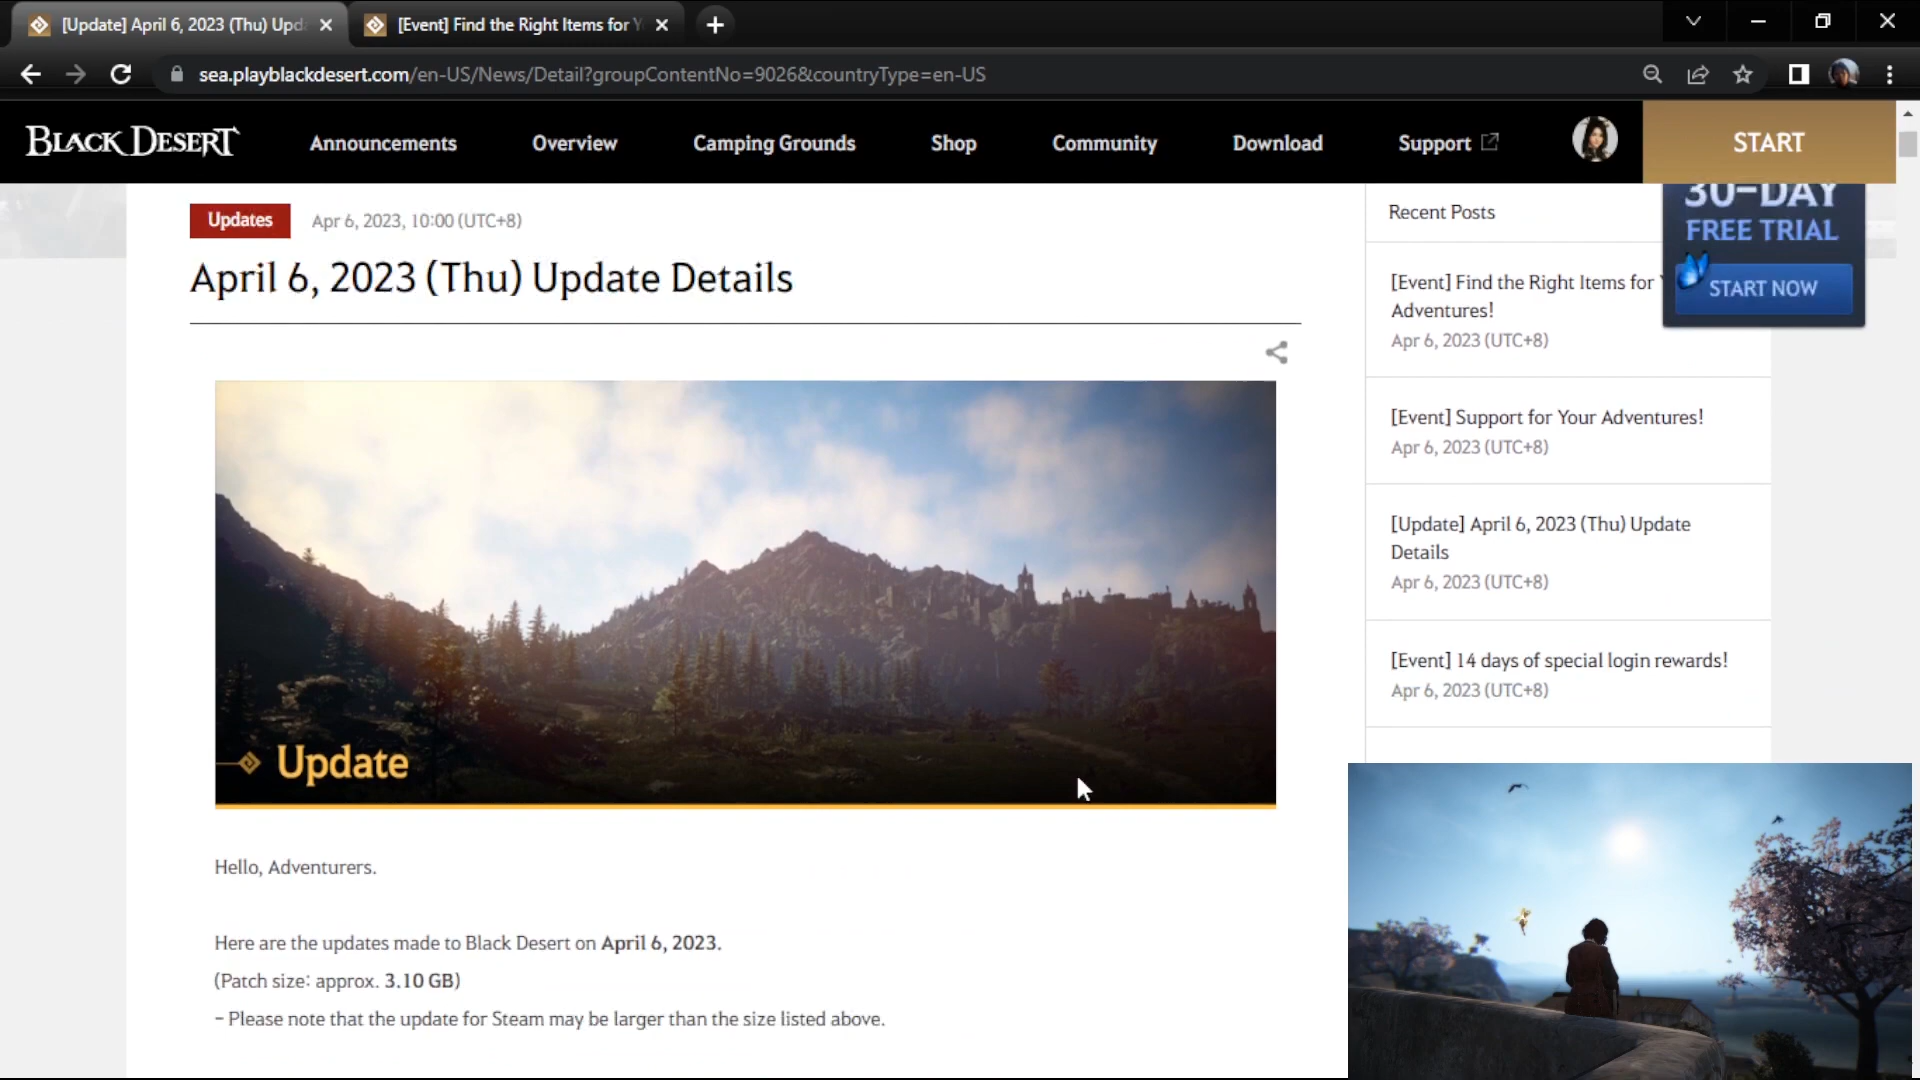 [Update] April 6, 2023 (Thu) Upd
[Event] Find the Right Items for Y
sea.playblackdesert.com/en-US/News/Detail?groupContentNo=9026&countryType=en-US
BLACK DESERT
Announcements
Overview
Camping Grounds
Shop
Community
Download
Support
START
30-DAY
FREE TRIAL
START NOW
Updates
Apr 6, 2023, 10:00 (UTC+8)
April 6, 2023 (Thu) Update Details
Update
Hello, Adventurers.
Here are the updates made to Black Desert on April 6, 2023.
(Patch size: approx. 3.10 GB)
- Please note that the update for Steam may be larger than the size listed above.
Recent Posts
[Event] Find the Right Items for Y
Adventures!
Apr 6, 2023 (UTC+8)
[Event] Support for Your Adventures!
Apr 6, 2023 (UTC+8)
[Update] April 6, 2023 (Thu) Update
Details
Apr 6, 2023 (UTC+8)
[Event] 14 days of special login rewards!
Apr 6, 2023 (UTC+8)